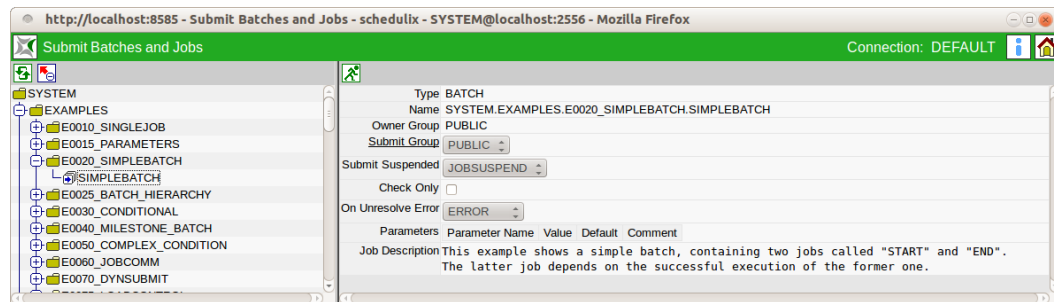 http://localhost:8585 - Submit Batches and Jobs - schedulix - SYSTEM@localhost:2556 - Mozilla Firefox
Submit Batches and Jobs
Connection: DEFAULT
SYSTEM
EXAMPLES
E0010_SINGLEJOB
E0015_PARAMETERS
E0020_SIMPLEBATCH
SIMPLEBATCH
E0025_BATCH_HIERARCHY
E0030_CONDITIONAL
E0040_MILESTONE_BATCH
E0050_COMPLEX_CONDITION
E0060_JOBCOMM
E0070_DYNSUBMIT
Type BATCH
Name SYSTEM.EXAMPLES.E0020_SIMPLEBATCH.SIMPLEBATCH
Owner Group PUBLIC
Submit Group PUBLIC
Submit Suspended JOBSUSPEND
Check Only
On Unresolve Error ERROR
Parameters Parameter Name Value Default Comment
Job Description This example shows a simple batch, containing two jobs called "START" and "END".
The latter job depends on the successful execution of the former one.